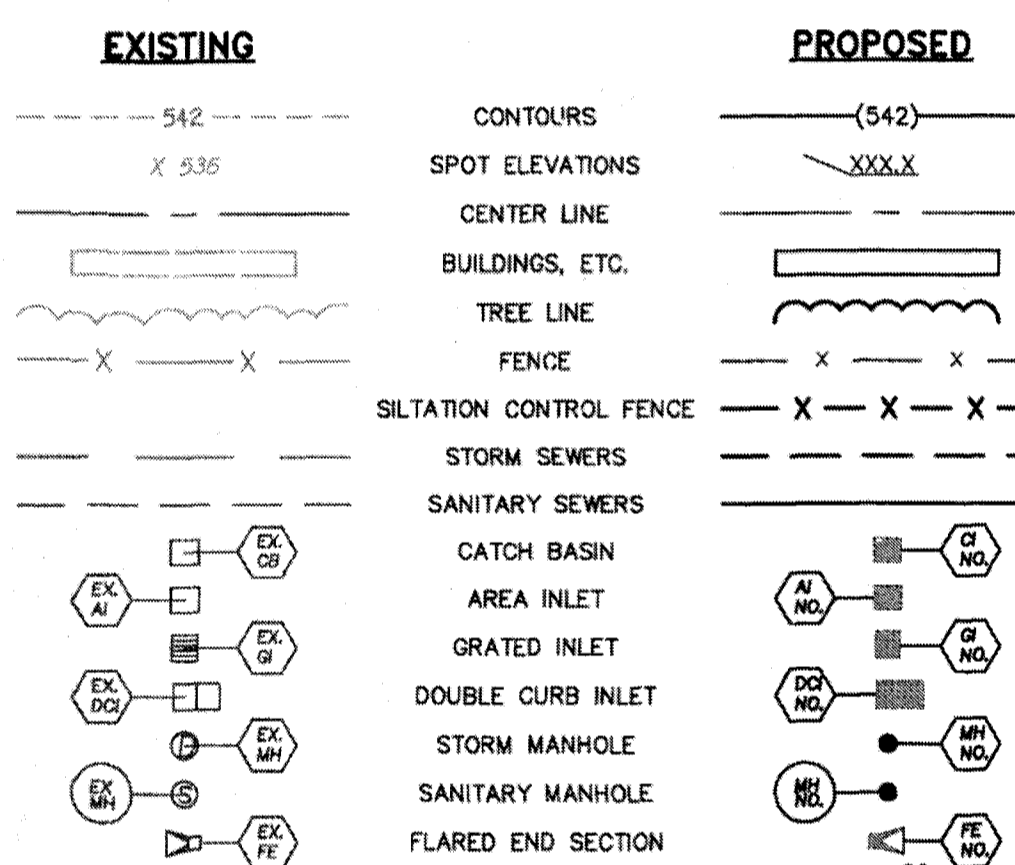 EXISTING PROPOSED
542 CONTOURS (542)
X 536 SPOT ELEVATIONS XXX.X
CENTER LINE
BUILDINGS, ETC.
TREE LINE
X X FENCE X X
SILTATION CONTROL FENCE X X X
STORM SEWERS
SANITARY SEWERS
EX. CB CATCH BASIN CI NO.
EX. AI AREA INLET AI NO.
EX. GI GRATED INLET GI NO.
EX. DCI DOUBLE CURB INLET DCI NO.
D EX. MH STORM MANHOLE MH NO.
EX MH S SANITARY MANHOLE MH NO.
EX. FE FLARED END SECTION FE NO.